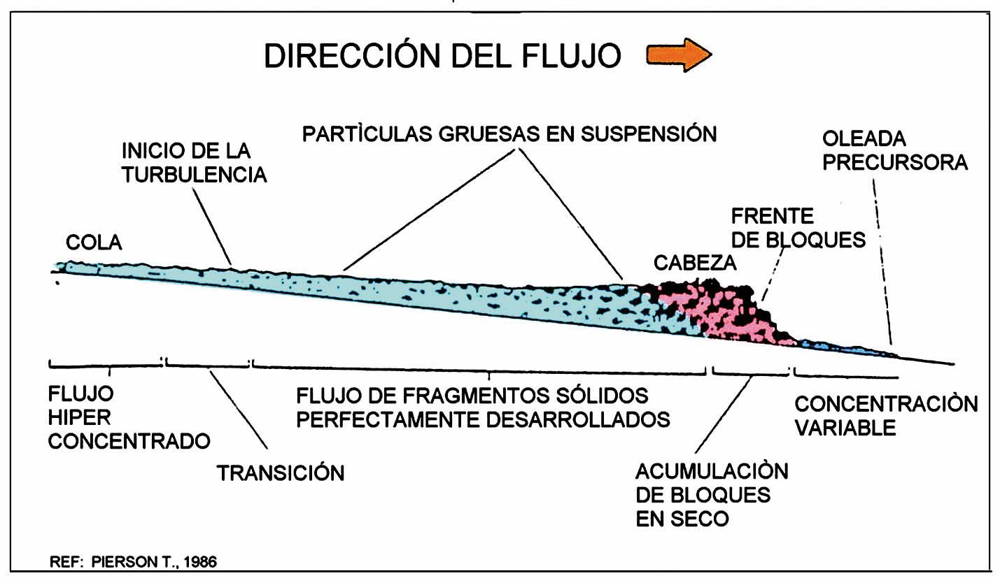 DIRECCIÓN DEL FLUJO
PARTÌCULAS GRUESAS EN SUSPENSIÓN
OLEADA
PRECURSORA
INICIO DE LA
TURBULENCIA
FRENTE
DE BLOQUES
COLA
CABEZA
FLUJO
HIPER
CONCENTRADO
TRANSICIÓN
FLUJO DE FRAGMENTOS SÓLIDOS
PERFECTAMENTE DESARROLLADOS
ACUMULACIÒN
DE BLOQUES
EN SECO
CONCENTRACIÒN
VARIABLE
REF: PIERSON T., 1986